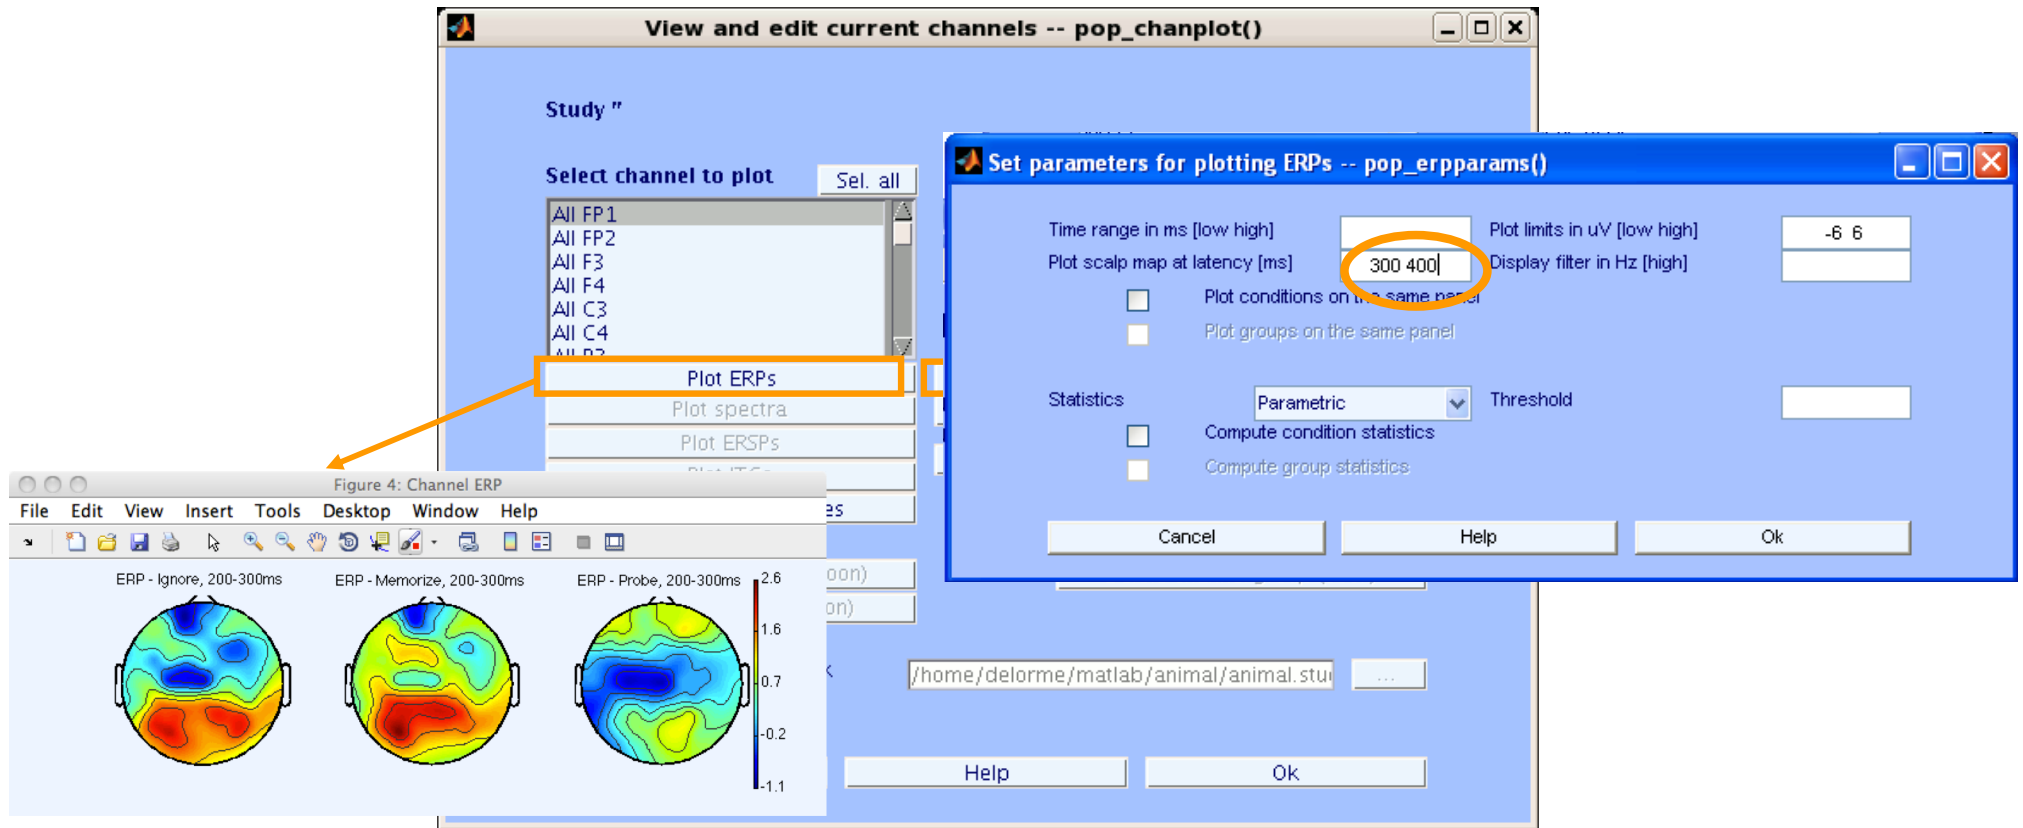 View and edit current channels -- pop_chanplot()
Study ''
Select channel to plot
Sel. all
All FP1
All FP2
All F3
All F4
All C3
All C4
Plot ERPs
Plot spectra
Plot ERSPs
es
oon)
on)
/home/delorme/matlab/animal/animal.stu
...
Help
Ok
Set parameters for plotting ERPs -- pop_erpparams()
Time range in ms [low high]
Plot limits in uV [low high]
-6 6
Plot scalp map at latency [ms]
300 400
Display filter in Hz [high]
Plot conditions on the same panel
Plot groups on the same panel
Statistics
Parametric
Threshold
Compute condition statistics
Compute group statistics
Cancel
Help
Ok
Figure 4: Channel ERP
File Edit View Insert Tools Desktop Window Help
ERP - Ignore, 200-300ms
ERP - Memorize, 200-300ms
ERP - Probe, 200-300ms
2.6
1.6
0.7
-0.2
-1.1